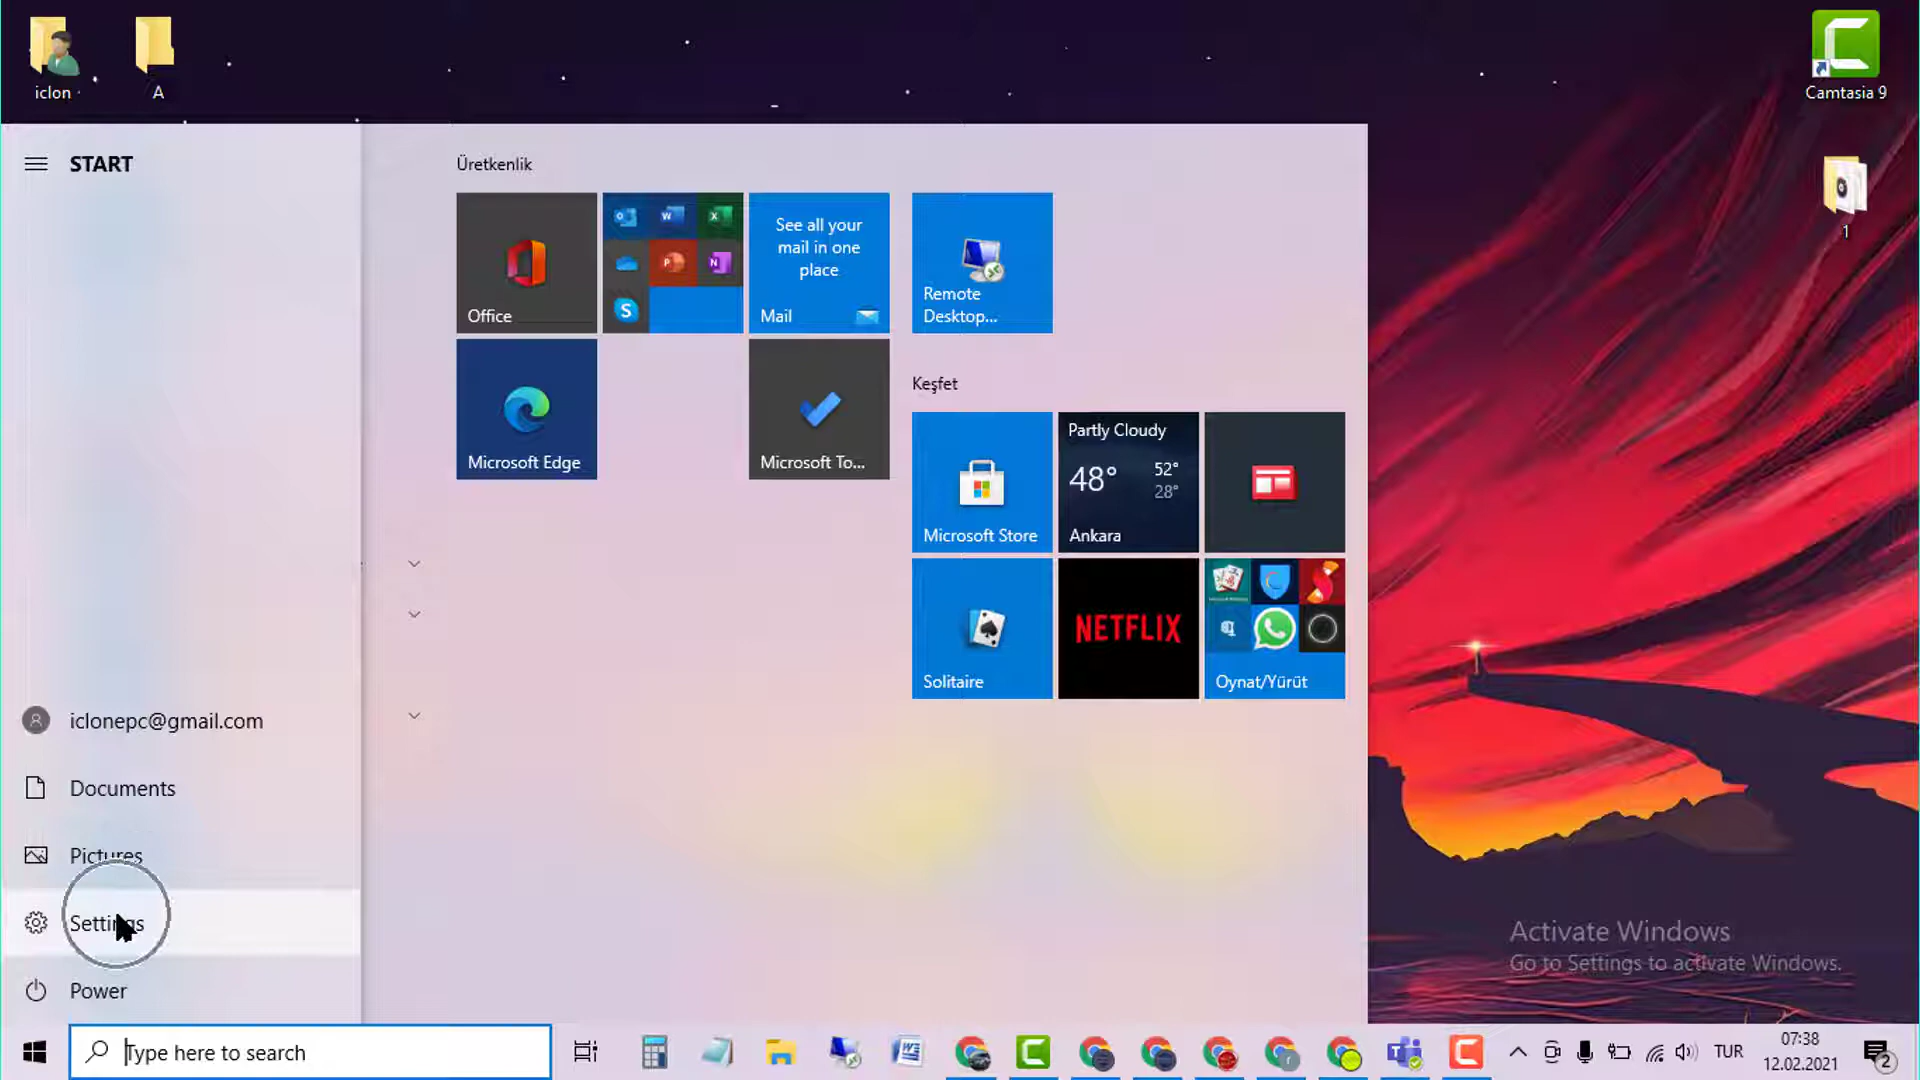 iclon
A
Camtasia 9
1
START
Üretkenlik
Office
See all your
mail in one
place
Mail
Remote
Desktop...
Microsoft Edge
Microsoft To...
Keşfet
Microsoft Store
Partly Cloudy
48°
52°
28°
Ankara
Solitaire
NETFLIX
Oynat/Yürüt
iclonepc@gmail.com
Documents
Pictures
Settings
Power
Activate Windows
Go to Settings to activate Windows.
Type here to search
TUR
07:38
12.02.2021
2